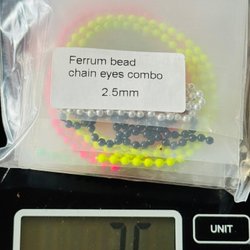 Ferrum bead
chain eyes combo
2.5mm
UNIT